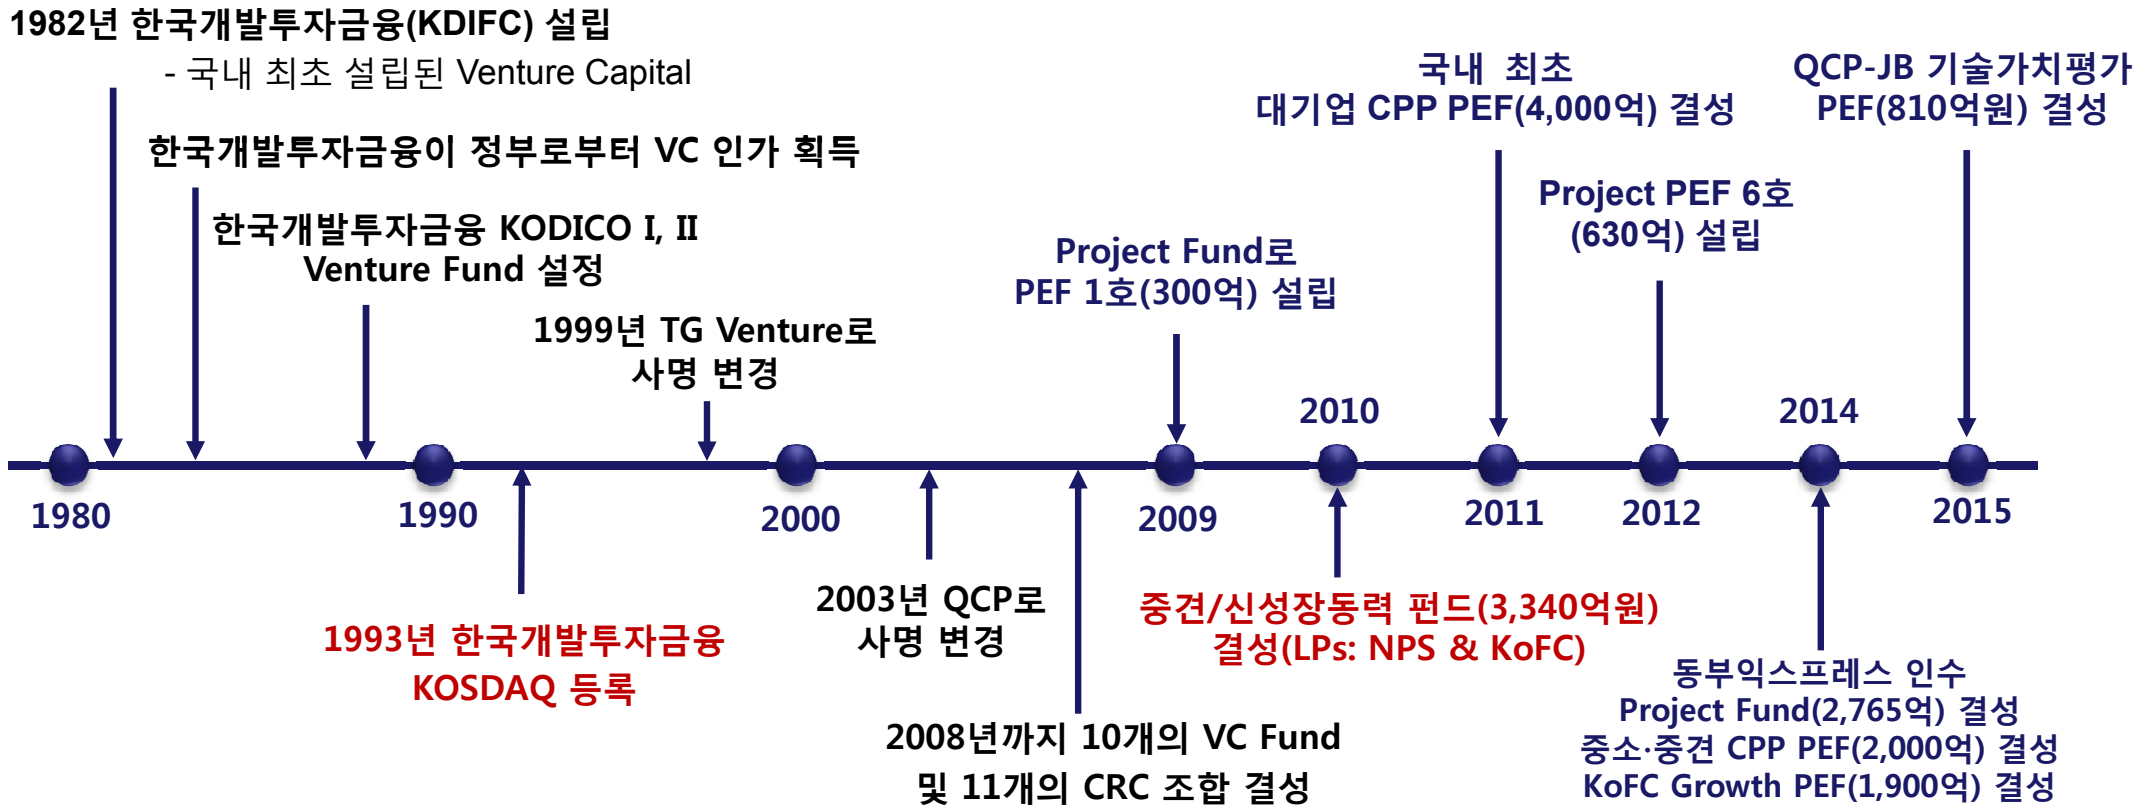 1982년 한국개발투자금융(KDIFC) 설립
- 국내 최초 설립된 Venture Capital
한국개발투자금융이 정부로부터 VC 인가 획득
한국개발투자금융 KODICO I, II
Venture Fund 설정
1999년 TG Venture로
사명 변경
Project Fund로
PEF 1호(300억) 설립
국내 최초
대기업 CPP PEF(4,000억) 결성
Project PEF 6호
(630억) 설립
QCP-JB 기술가치평가
PEF(810억원) 결성
2010
2014
1980
1990
2000
2009
2011
2012
2015
1993년 한국개발투자금융
KOSDAQ 등록
2003년 QCP로
사명 변경
2008년까지 10개의 VC Fund
및 11개의 CRC 조합 결성
중견/신성장동력 펀드(3,340억원)
결성(LPs: NPS & KoFC)
동부익스프레스 인수
Project Fund(2,765억) 결성
중소·중견 CPP PEF(2,000억) 결성
KoFC Growth PEF(1,900억) 결성